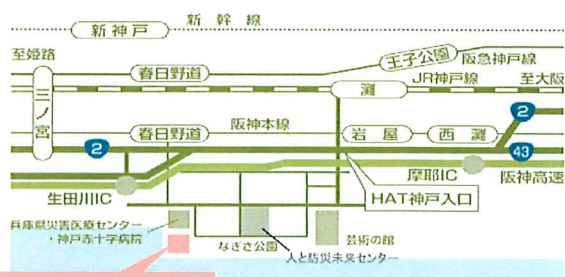 新幹線
新神戸
至姫路
王子公園
阪急神戸線
春日野道
JR神戸線
至大阪
三ノ宮
灘
2
春日野道
阪神本線
岩屋
西灘
2
43
摩耶IC
阪神高速
生田川IC
HAT神戸入口
兵庫県災害医療センター
・神戸赤十字病院
なぎさ公園
人と防災未来センター
芸術の館